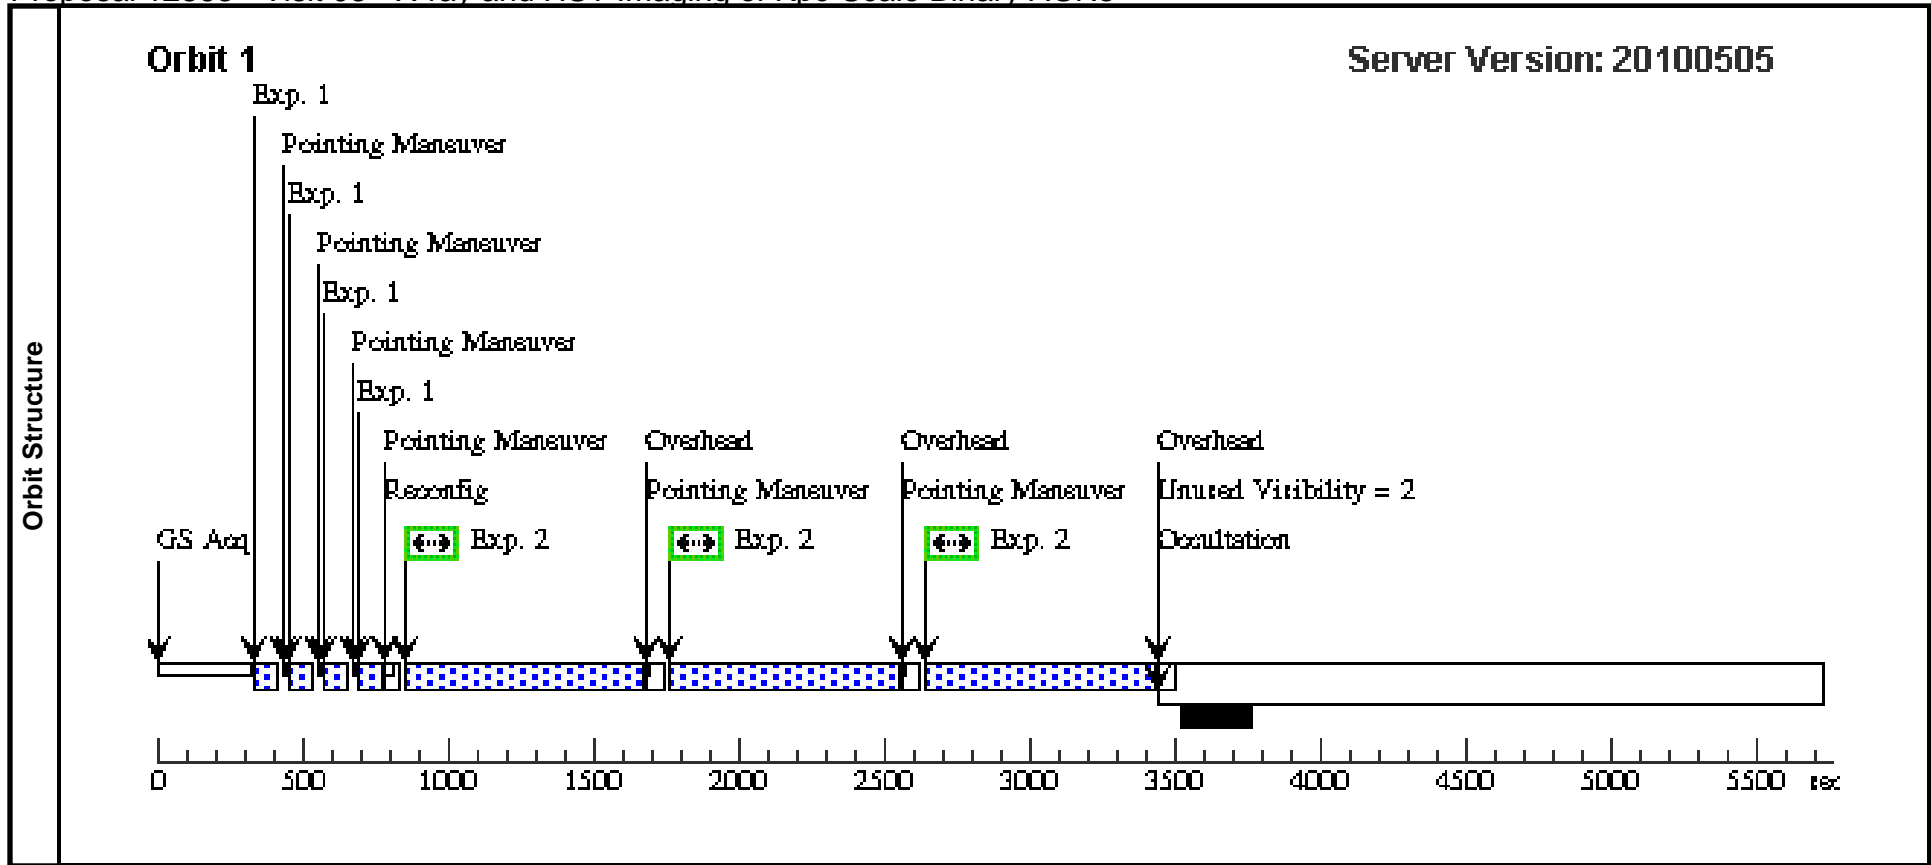 Orbit 1
Server Version: 20100505
Exp. 1
Pointing Maneuver
Exp. 1
Pointing Maneuver
Exp. 1
Pointing Maneuver
Exp. 1
Pointing Maneuver
Overhead
Overhead
Overhead
Reconfig
Pointing Maneuver
Pointing Maneuver
Unused Visibility = 2
GS Acq
Exp. 2
Exp. 2
Exp. 2
Occultation
Orbit Structure
0 500 1000 1500 2000 2500 3000 3500 4000 4500 5000 5500 sec